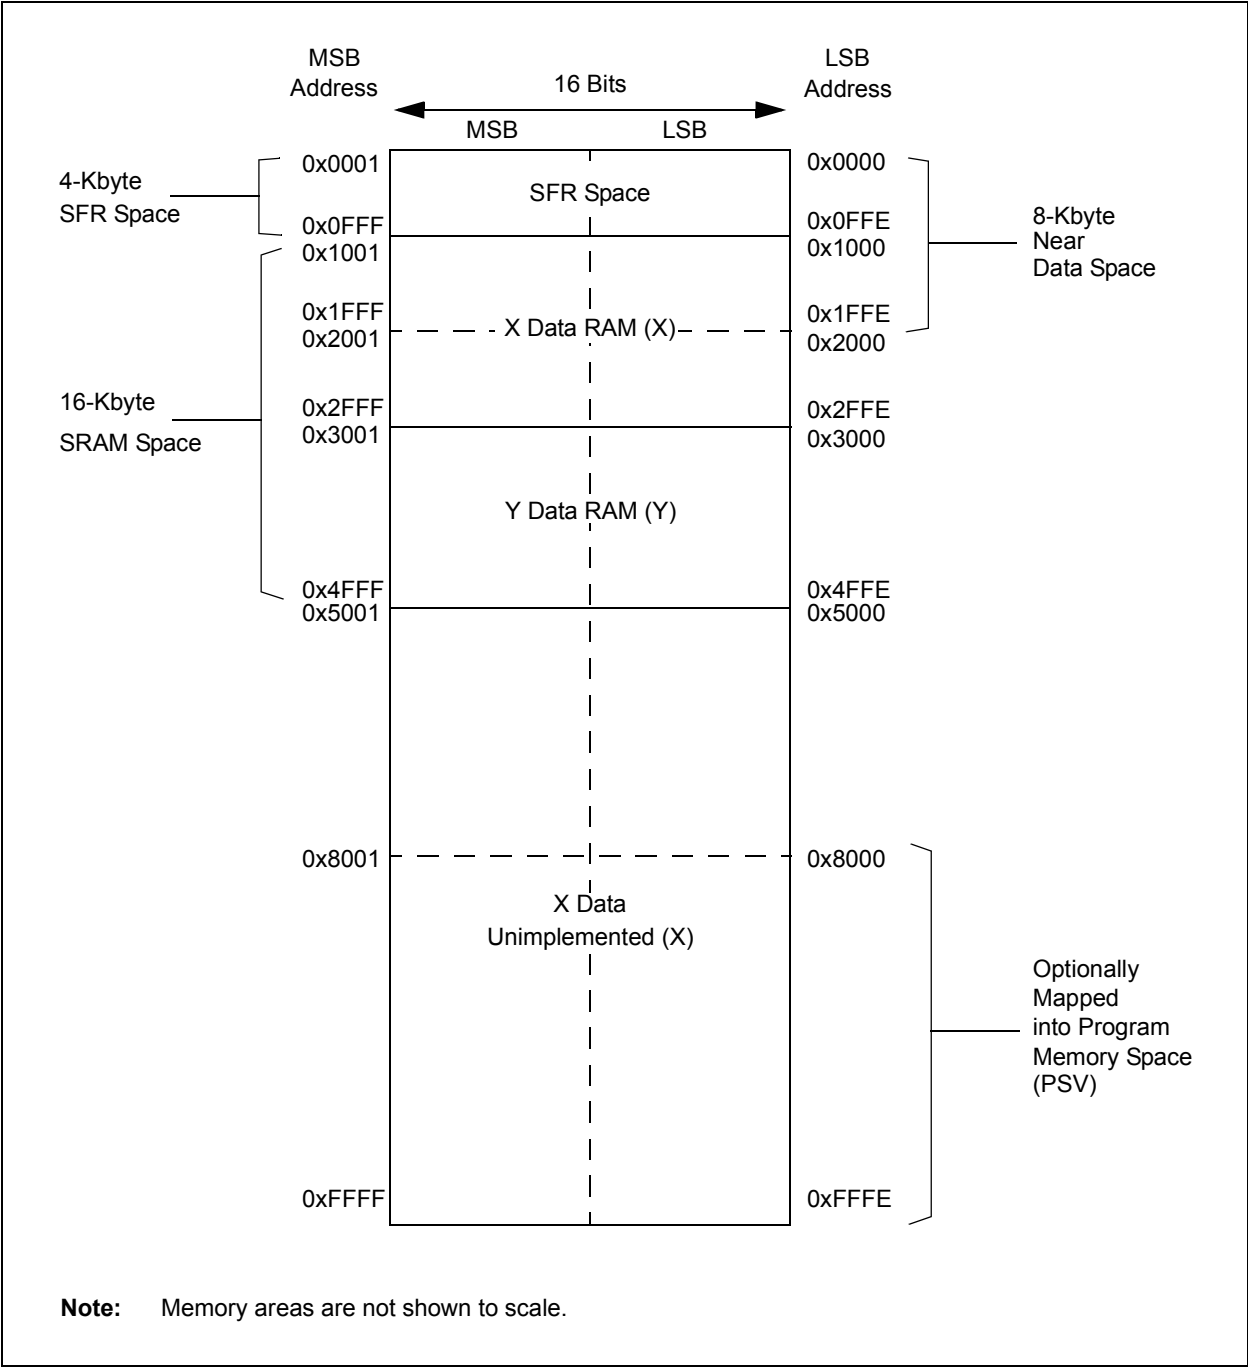 MSB
Address
16 Bits
LSB
Address
MSB
LSB
4-Kbyte
SFR Space
0x0001
0x0FFF
0x1001
SFR Space
0x0000
0x0FFE
0x1000
8-Kbyte
Near
Data Space
0x1FFF
0x2001
X Data RAM (X)
0x1FFE
0x2000
16-Kbyte
SRAM Space
0x2FFF
0x3001
0x2FFE
0x3000
Y Data RAM (Y)
0x4FFF
0x5001
0x4FFE
0x5000
0x8001
0x8000
X Data
Unimplemented (X)
Optionally
Mapped
into Program
Memory Space
(PSV)
0xFFFF
0xFFFE
Note: Memory areas are not shown to scale.